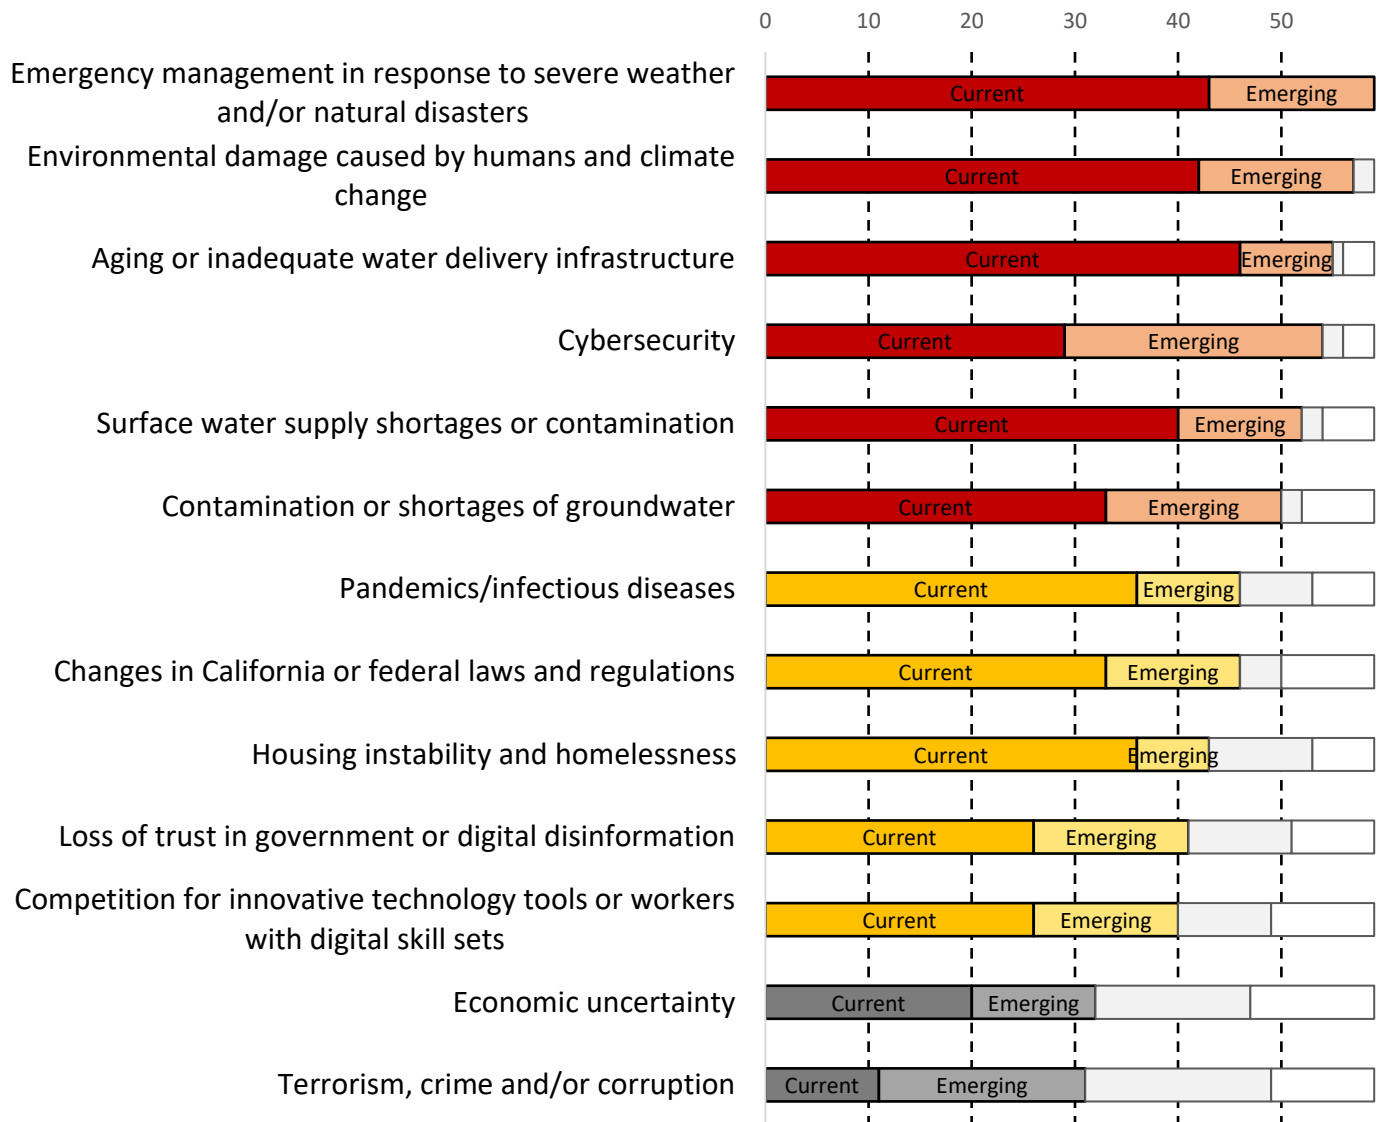 0 10 20 30 40 50
Emergency management in response to severe weather
and/or natural disasters
Current Emerging
Environmental damage caused by humans and climate
change
Current Emerging
Aging or inadequate water delivery infrastructure
Current Emerging
Cybersecurity
Current Emerging
Surface water supply shortages or contamination
Current Emerging
Contamination or shortages of groundwater
Current Emerging
Pandemics/infectious diseases
Current Emerging
Changes in California or federal laws and regulations
Current Emerging
Housing instability and homelessness
Current Emerging
Loss of trust in government or digital disinformation
Current Emerging
Competition for innovative technology tools or workers
with digital skill sets
Current Emerging
Economic uncertainty
Current Emerging
Terrorism, crime and/or corruption
Current Emerging